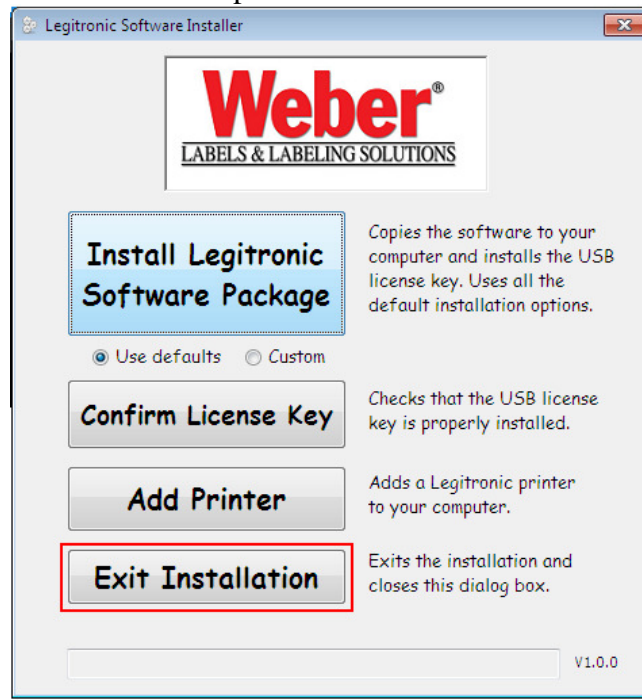 Legitronic Software Installer
Weber®
LABELS & LABELING SOLUTIONS
Install Legitronic
Software Package
Copies the software to your
computer and installs the USB
license key. Uses all the
default installation options.
Use defaults Custom
Confirm License Key
Checks that the USB license
key is properly installed.
Add Printer
Adds a Legitronic printer
to your computer.
Exit Installation
Exits the installation and
closes this dialog box.
V1.0.0